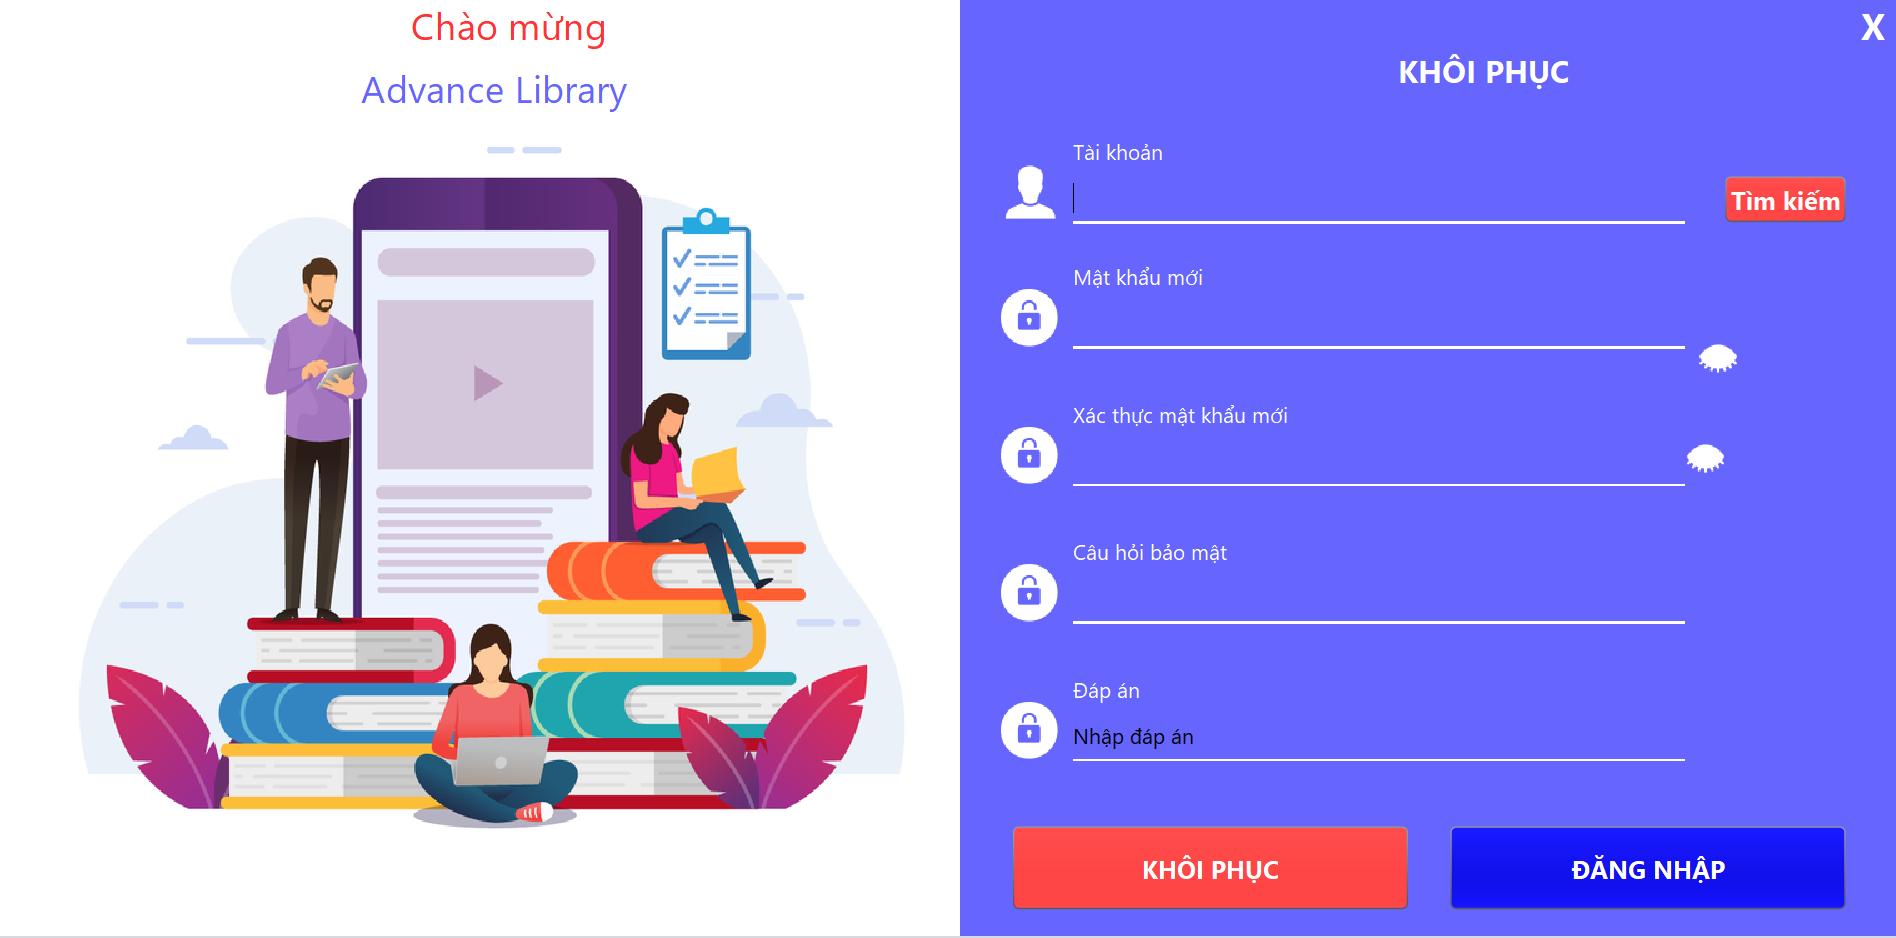 Chào mừng
Advance Library
X
KHÔI PHỤC
Tài khoản
Tìm kiếm
Mật khẩu mới
Xác thực mật khẩu mới
Câu hỏi bảo mật
Đáp án
Nhập đáp án
KHÔI PHỤC
ĐĂNG NHẬP